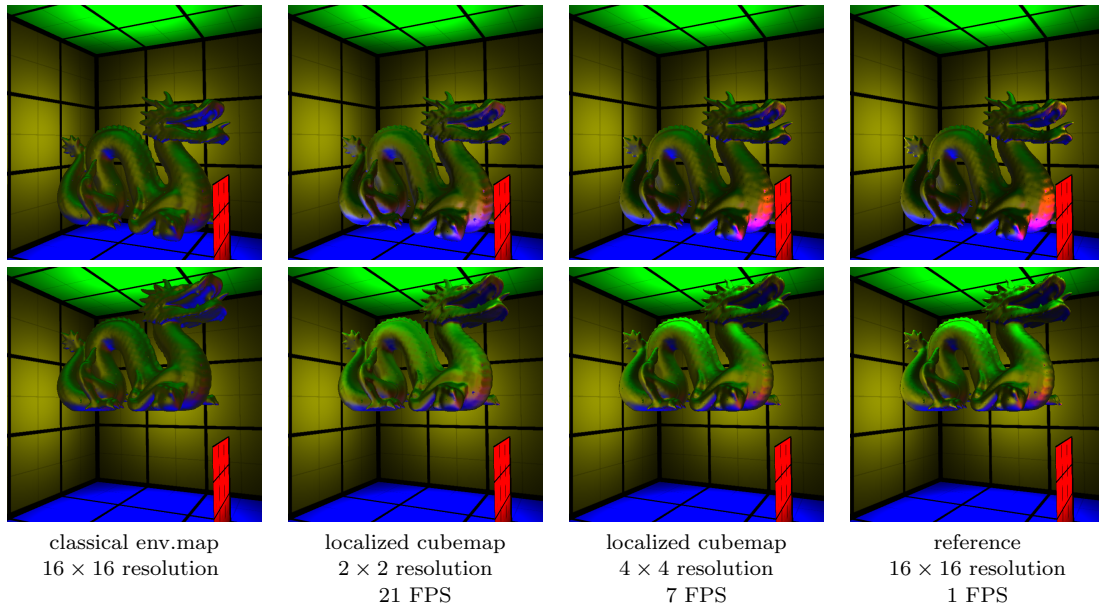 classical env.map
16 × 16 resolution
localized cubemap
2 × 2 resolution
21 FPS
localized cubemap
4 × 4 resolution
7 FPS
reference
16 × 16 resolution
1 FPS